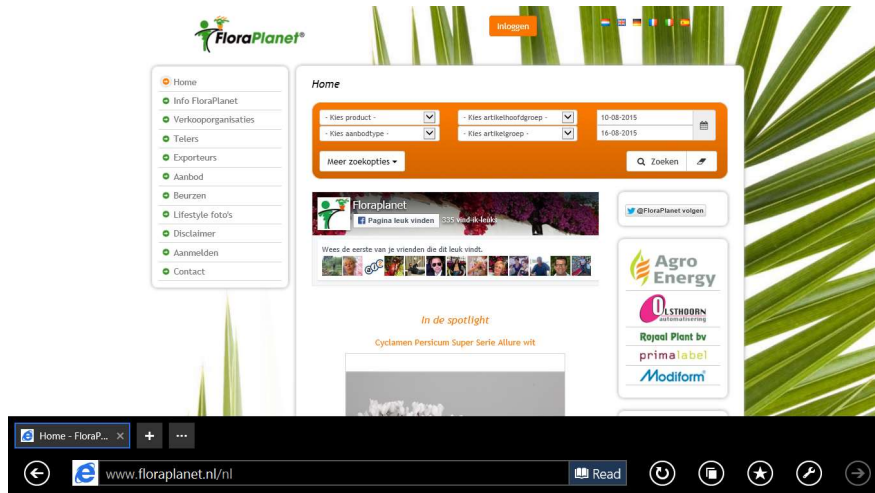 FloraPlanet®
Inloggen
Home
Info FloraPlanet
Verkooporganisaties
Telers
Exporteurs
Aanbod
Beurzen
Lifestyle foto's
Disclaimer
Aanmelden
Contact
Home
- Kies product -
- Kies artikelhoofdgroep -
10-08-2015
- Kies aanbodtype -
- Kies artikelgroep -
16-08-2015
Meer zoekopties
Zoeken
Floraplanet
Pagina leuk vinden
335 vind-ik-leuks
Wees de eerste van je vrienden die dit leuk vindt.
@FloraPlanet volgen
Agro
Energy
OLSTHOORN
automatisering
Royaal Plant bv
primalabel
Modiform
In de spotlight
Cyclamen Persicum Super Serie Allure wit
Home - FloraP...
www.floraplanet.nl/nl
Read